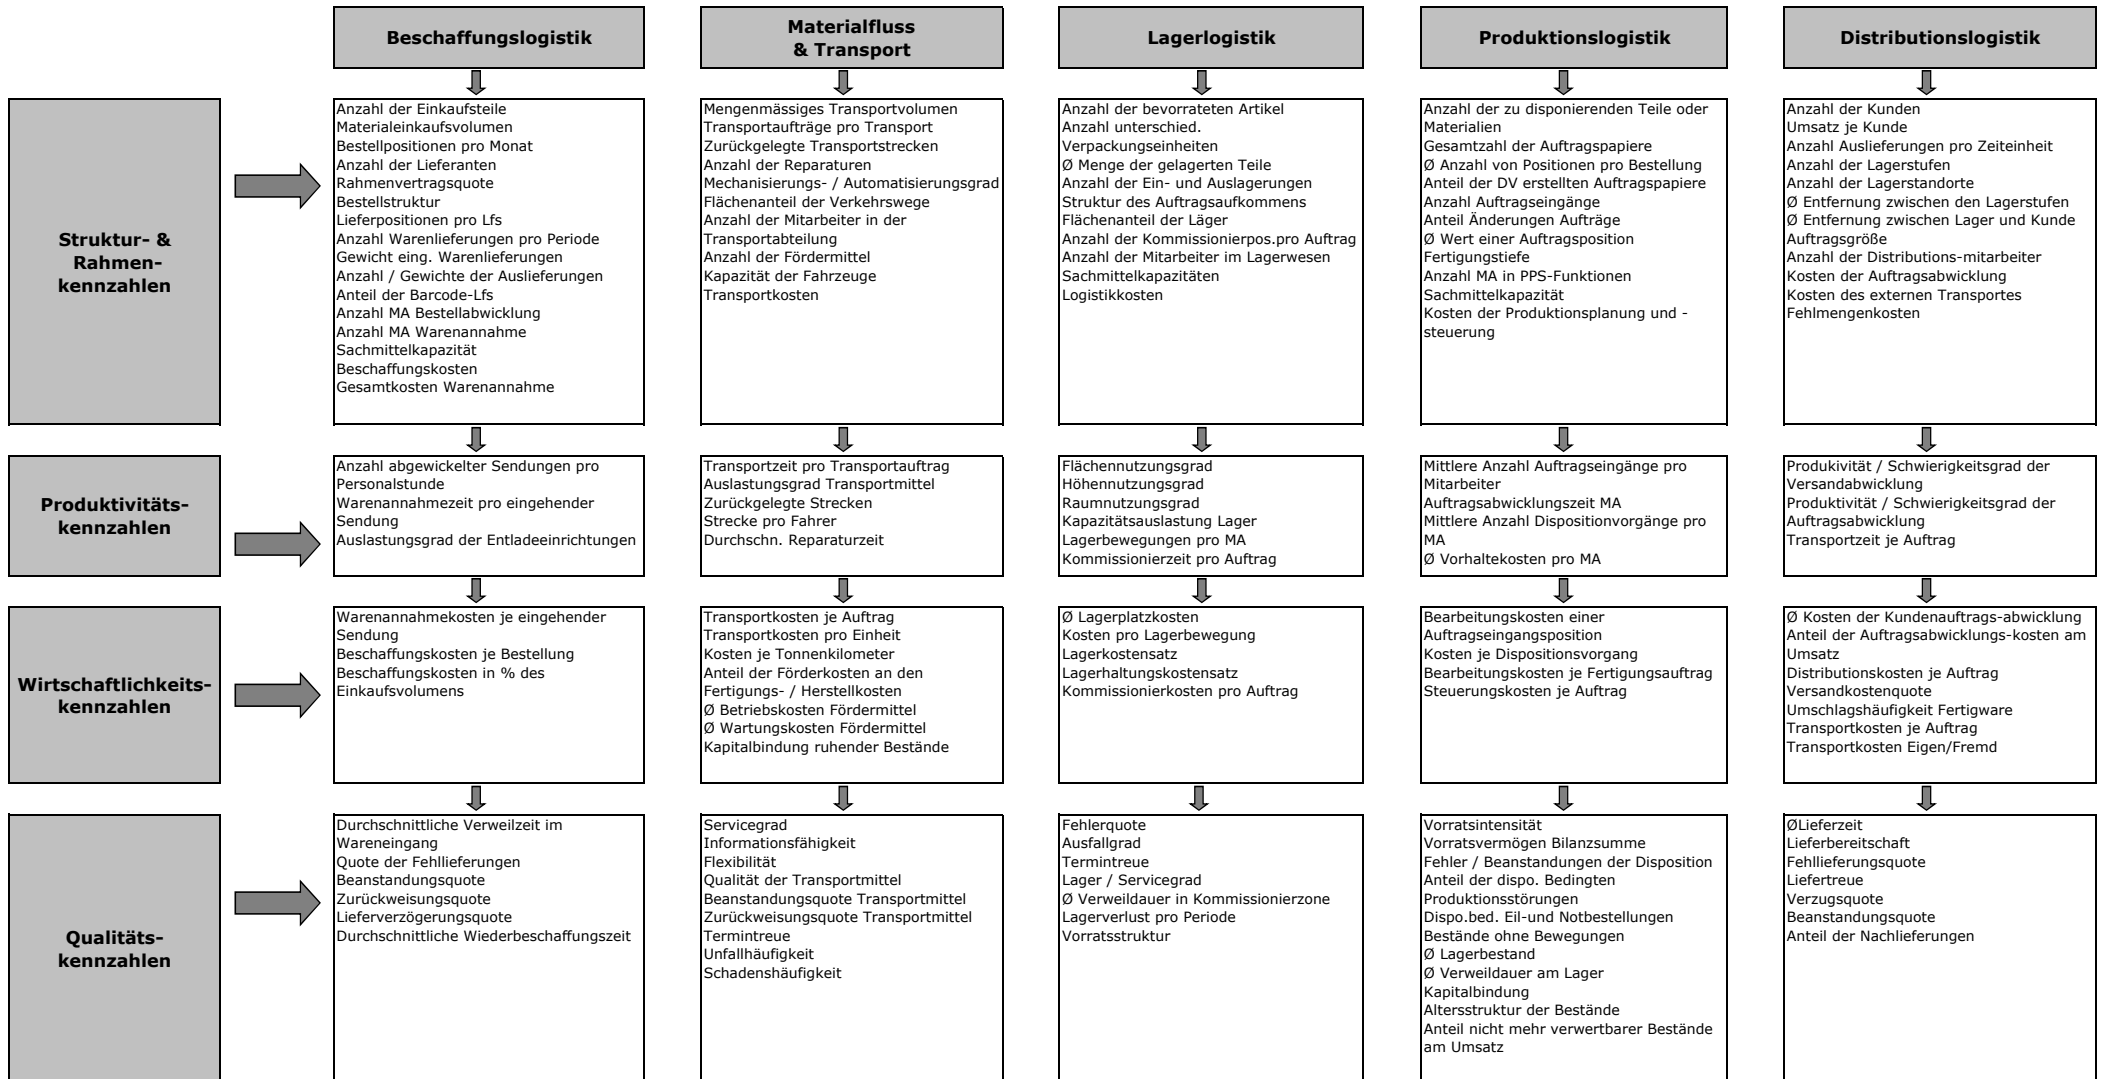 Beschaffungslogistik
Materialfluss
& Transport
Lagerlogistik
Produktionslogistik
Distributionslogistik
Struktur- &
Rahmen-
kennzahlen
Anzahl der Einkaufsteile
Materialeinkaufsvolumen
Bestellpositionen pro Monat
Anzahl der Lieferanten
Rahmenvertragsquote
Bestellstruktur
Lieferpositionen pro Lfs
Anzahl Warenlieferungen pro Periode
Gewicht eing. Warenlieferungen
Anzahl / Gewichte der Auslieferungen
Anteil der Barcode-Lfs
Anzahl MA Bestellabwicklung
Anzahl MA Warenannahme
Sachmittelkapazität
Beschaffungskosten
Gesamtkosten Warenannahme
Mengenmässiges Transportvolumen
Transportaufträge pro Transport
Zurückgelegte Transportstrecken
Anzahl der Reparaturen
Mechanisierungs- / Automatisierungsgrad
Flächenanteil der Verkehrswege
Anzahl der Mitarbeiter in der
Transportabteilung
Anzahl der Fördermittel
Kapazität der Fahrzeuge
Transportkosten
Anzahl der bevorrateten Artikel
Anzahl unterschied.
Verpackungseinheiten
Ø Menge der gelagerten Teile
Anzahl der Ein- und Auslagerungen
Struktur des Auftragsaufkommens
Flächenanteil der Läger
Anzahl der Kommissionierpos.pro Auftrag
Anzahl der Mitarbeiter im Lagerwesen
Sachmittelkapazitäten
Logistikkosten
Anzahl der zu disponierenden Teile oder
Materialien
Gesamtzahl der Auftragspapiere
Ø Anzahl von Positionen pro Bestellung
Anteil der DV erstellten Auftragspapiere
Anzahl Auftragseingänge
Anteil Änderungen Aufträge
Ø Wert einer Auftragsposition
Fertigungstiefe
Anzahl MA in PPS-Funktionen
Sachmittelkapazität
Kosten der Produktionsplanung und -
steuerung
Anzahl der Kunden
Umsatz je Kunde
Anzahl Auslieferungen pro Zeiteinheit
Anzahl der Lagerstufen
Anzahl der Lagerstandorte
Ø Entfernung zwischen den Lagerstufen
Ø Entfernung zwischen Lager und Kunde
Auftragsgröße
Anzahl der Distributions-mitarbeiter
Kosten der Auftragsabwicklung
Kosten des externen Transportes
Fehlmengenkosten
Produktivitäts-
kennzahlen
Anzahl abgewickelter Sendungen pro
Personalstunde
Warenannahmezeit pro eingehender
Sendung
Auslastungsgrad der Entladeeinrichtungen
Transportzeit pro Transportauftrag
Auslastungsgrad Transportmittel
Zurückgelegte Strecken
Strecke pro Fahrer
Durchschn. Reparaturzeit
Flächennutzungsgrad
Höhennutzungsgrad
Raumnutzungsgrad
Kapazitätsauslastung Lager
Lagerbewegungen pro MA
Kommissionierzeit pro Auftrag
Mittlere Anzahl Auftragseingänge pro
Mitarbeiter
Auftragsabwicklungszeit MA
Mittlere Anzahl Dispositionvorgänge pro
MA
Ø Vorhaltekosten pro MA
Produkivität / Schwierigkeitsgrad der
Versandabwicklung
Produktivität / Schwierigkeitsgrad der
Auftragsabwicklung
Transportzeit je Auftrag
Wirtschaftlichkeits-
kennzahlen
Warenannahmekosten je eingehender
Sendung
Beschaffungskosten je Bestellung
Beschaffungskosten in % des
Einkaufsvolumens
Transportkosten je Auftrag
Transportkosten pro Einheit
Kosten je Tonnenkilometer
Anteil der Förderkosten an den
Fertigungs- / Herstellkosten
Ø Betriebskosten Fördermittel
Ø Wartungskosten Fördermittel
Kapitalbindung ruhender Bestände
Ø Lagerplatzkosten
Kosten pro Lagerbewegung
Lagerkostensatz
Lagerhaltungskostensatz
Kommissionierkosten pro Auftrag
Bearbeitungskosten einer
Auftragseingangsposition
Kosten je Dispositionsvorgang
Bearbeitungskosten je Fertigungsauftrag
Steuerungskosten je Auftrag
Ø Kosten der Kundenauftrags-abwicklung
Anteil der Auftragsabwicklungs-kosten am
Umsatz
Distributionskosten je Auftrag
Versandkostenquote
Umschlagshäufigkeit Fertigware
Transportkosten je Auftrag
Transportkosten Eigen/Fremd
Qualitäts-
kennzahlen
Durchschnittliche Verweilzeit im
Wareneingang
Quote der Fehllieferungen
Beanstandungsquote
Zurückweisungsquote
Lieferverzögerungsquote
Durchschnittliche Wiederbeschaffungszeit
Servicegrad
Informationsfähigkeit
Flexibilität
Qualität der Transportmittel
Beanstandungsquote Transportmittel
Zurückweisungsquote Transportmittel
Termintreue
Unfallhäufigkeit
Schadenshäufigkeit
Fehlerquote
Ausfallgrad
Termintreue
Lager / Servicegrad
Ø Verweildauer in Kommissionierzone
Lagerverlust pro Periode
Vorratsstruktur
Vorratsintensität
Vorratsvermögen Bilanzsumme
Fehler / Beanstandungen der Disposition
Anteil der dispo. Bedingten
Produktionsstörungen
Dispo.bed. Eil-und Notbestellungen
Bestände ohne Bewegungen
Ø Lagerbestand
Ø Verweildauer am Lager
Kapitalbindung
Altersstruktur der Bestände
Anteil nicht mehr verwertbarer Bestände
am Umsatz
ØLieferzeit
Lieferbereitschaft
Fehllieferungsquote
Liefertreue
Verzugsquote
Beanstandungsquote
Anteil der Nachlieferungen